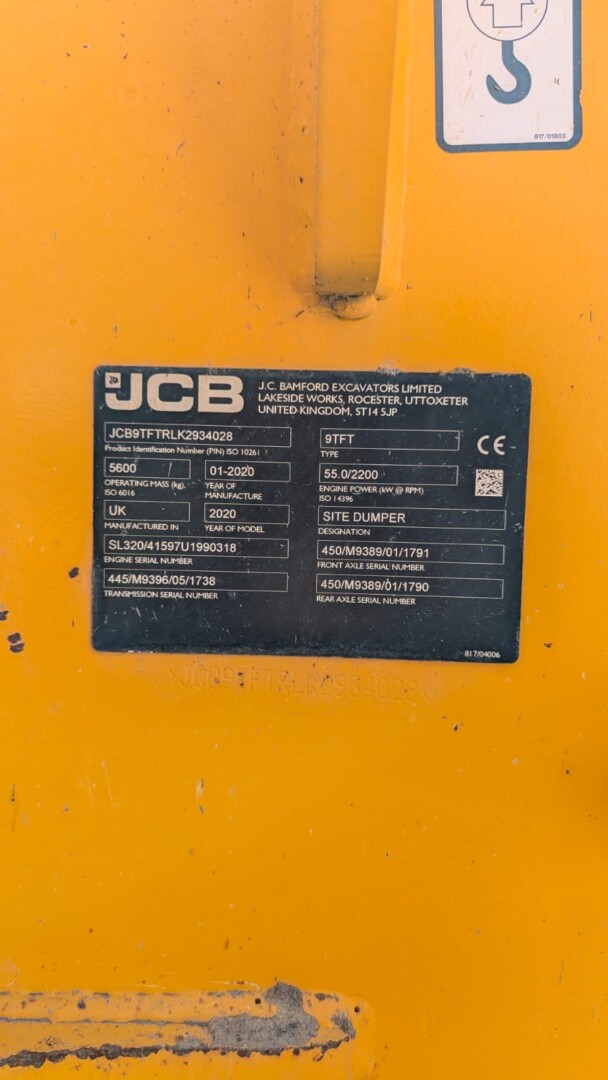 817/01803
JCB
J.C. BAMFORD EXCAVATORS LIMITED
LAKESIDE WORKS, ROCESTER, UTTOXETER
UNITED KINGDOM, ST14 5JP
JCB9TFTRLK2934028
Product Identification Number (PIN) ISO 10261
9TFT
TYPE
CE
5600
OPERATING MASS (kg)
ISO 6016
01-2020
YEAR OF
MANUFACTURE
55.0/2200
ENGINE POWER (kW @ RPM)
ISO 14396
UK
MANUFACTURED IN
2020
YEAR OF MODEL
SITE DUMPER
DESIGNATION
SL320/41597U1990318
ENGINE SERIAL NUMBER
450/M9389/01/1791
FRONT AXLE SERIAL NUMBER
445/M9396/05/1738
TRANSMISSION SERIAL NUMBER
450/M9389/01/1790
REAR AXLE SERIAL NUMBER
817/04006
JCB9TFTRLK2934028